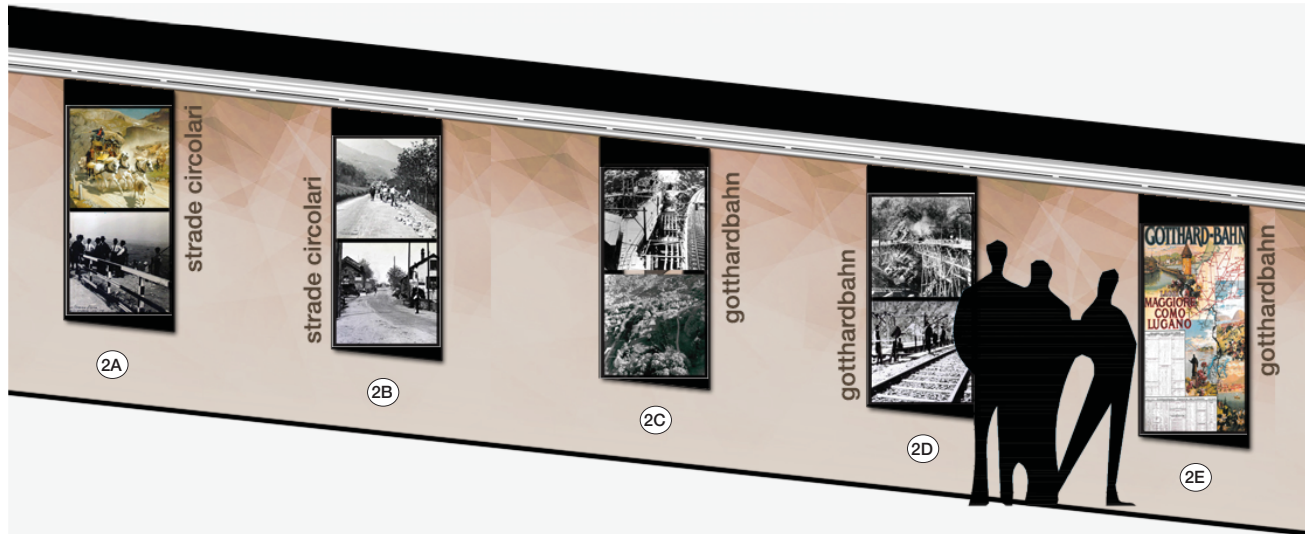 strade circolari
2A
strade circolari
2B
gotthardbahn
2C
gotthardbahn
2D
GOTTHARD-BAHN
MAGGIORE
COMO
LUGANO
gotthardbahn
2E